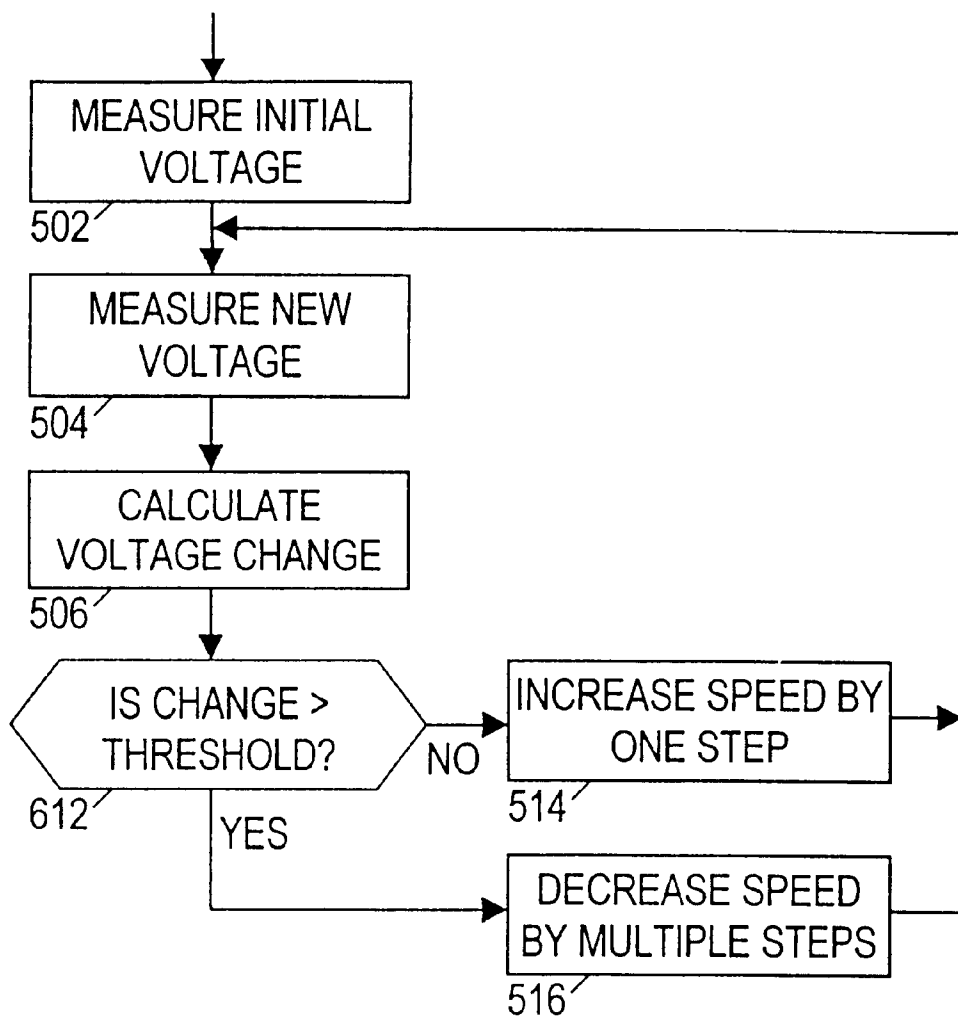 MEASURE INITIAL
VOLTAGE
502
MEASURE NEW
VOLTAGE
504
CALCULATE
VOLTAGE CHANGE
506
IS CHANGE >
THRESHOLD?
612
NO
YES
INCREASE SPEED BY
ONE STEP
514
DECREASE SPEED
BY MULTIPLE STEPS
516